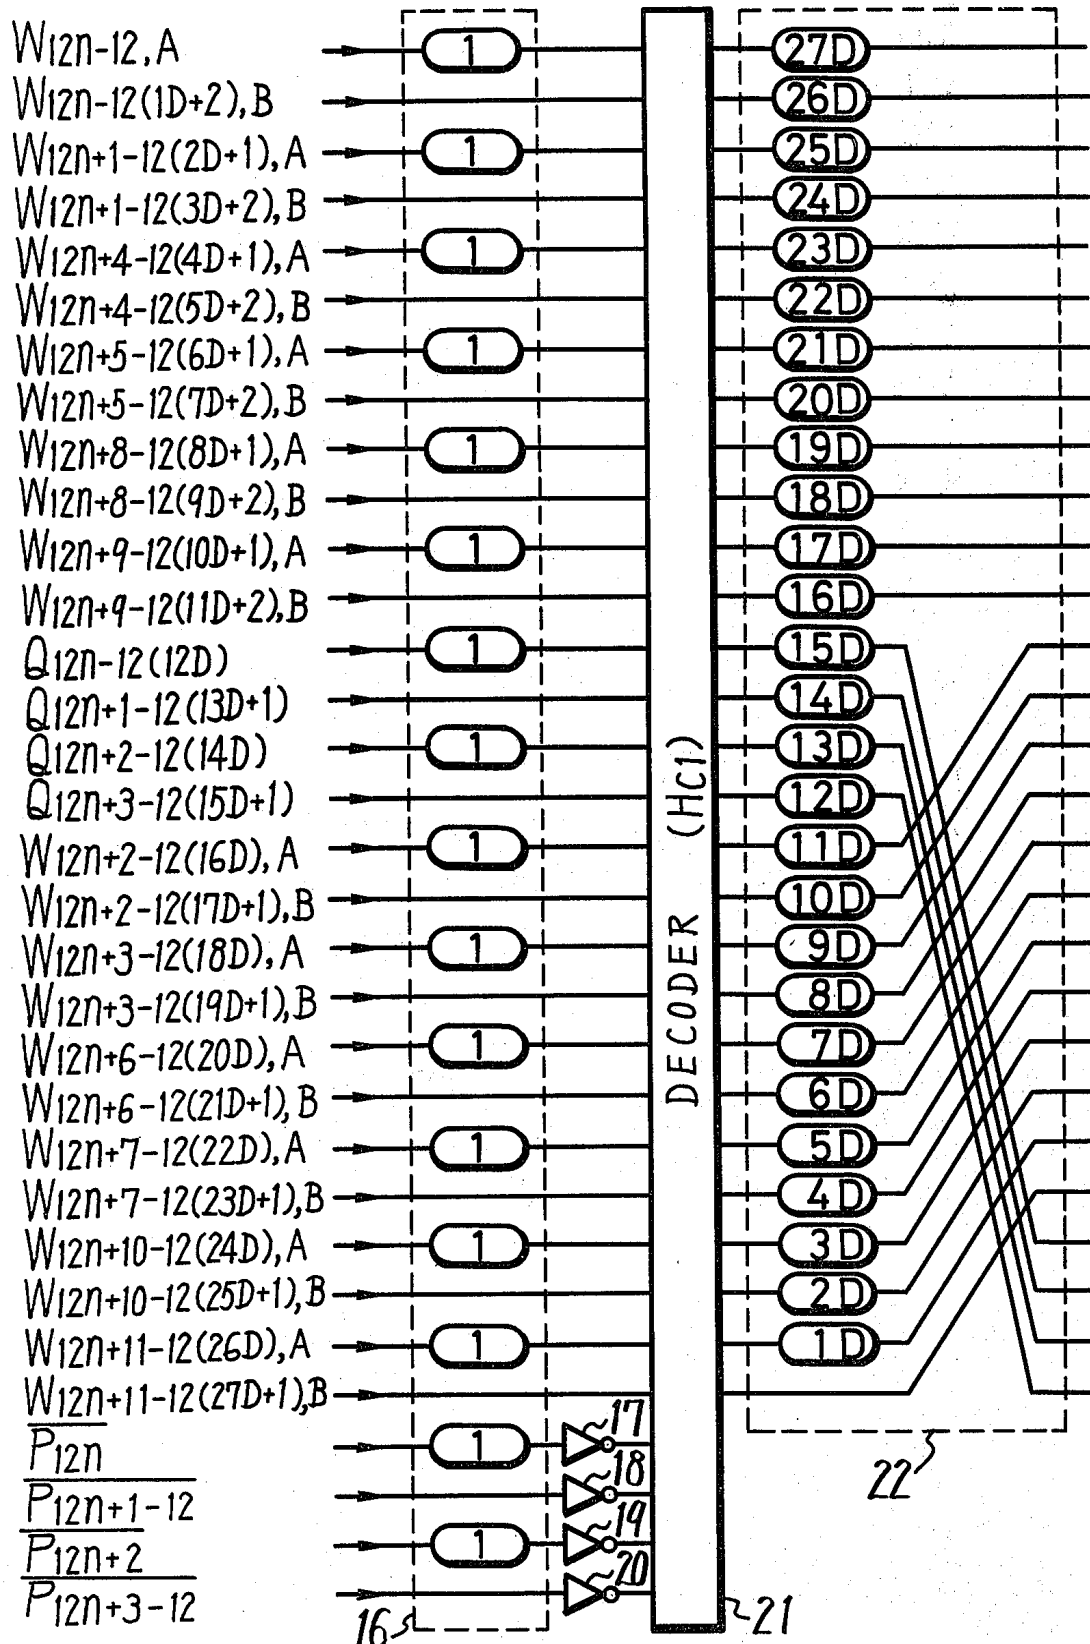 W12n-12, A 1 27D
W12n-12(1D+2), B 26D
W12n+1-12(2D+1), A 1 25D
W12n+1-12(3D+2), B 24D
W12n+4-12(4D+1), A 1 23D
W12n+4-12(5D+2), B 22D
W12n+5-12(6D+1), A 1 21D
W12n+5-12(7D+2), B 20D
W12n+8-12(8D+1), A 1 19D
W12n+8-12(9D+2), B 18D
W12n+9-12(10D+1), A 1 17D
W12n+9-12(11D+2), B 16D
Q12n-12(12D) 1 15D
Q12n+1-12(13D+1) 14D
Q12n+2-12(14D) 1 13D
Q12n+3-12(15D+1) 12D
W12n+2-12(16D), A 1 11D
W12n+2-12(17D+1), B 10D
W12n+3-12(18D), A 1 9D
W12n+3-12(19D+1), B 8D
W12n+6-12(20D), A 1 7D
W12n+6-12(21D+1), B 6D
W12n+7-12(22D), A 1 5D
W12n+7-12(23D+1), B 4D
W12n+10-12(24D), A 1 3D
W12n+10-12(25D+1), B 2D
W12n+11-12(26D), A 1 1D
W12n+11-12(27D+1), B
P12n 1 17
P12n+1-12 18
P12n+2 1 19
P12n+3-12 20
DECODER (HC1)
16
21
22